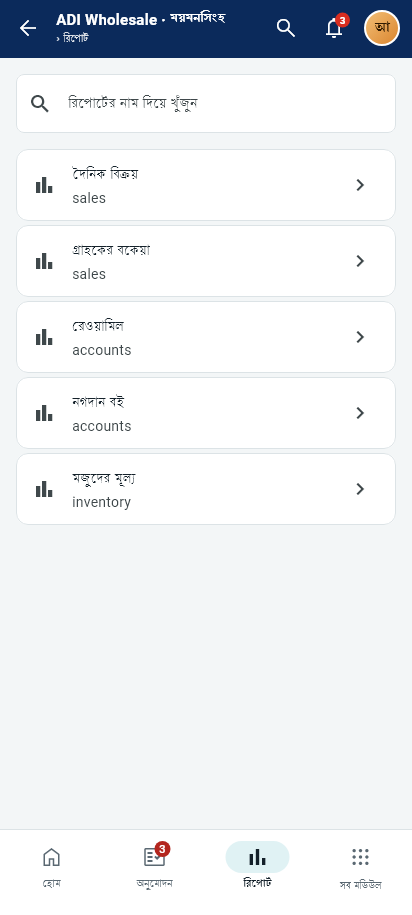 ADI Wholesale · ময়মনসিংহ
› রিপোর্ট
3
আ
রিপোর্টের নাম দিয়ে খুঁজুন
দৈনিক বিক্রয়
sales
গ্রাহকের বকেয়া
sales
রেওয়ামিল
accounts
নগদান বই
accounts
মজুদের মূল্য
inventory
3
হোম
অনুমোদন
রিপোর্ট
সব মডিউল